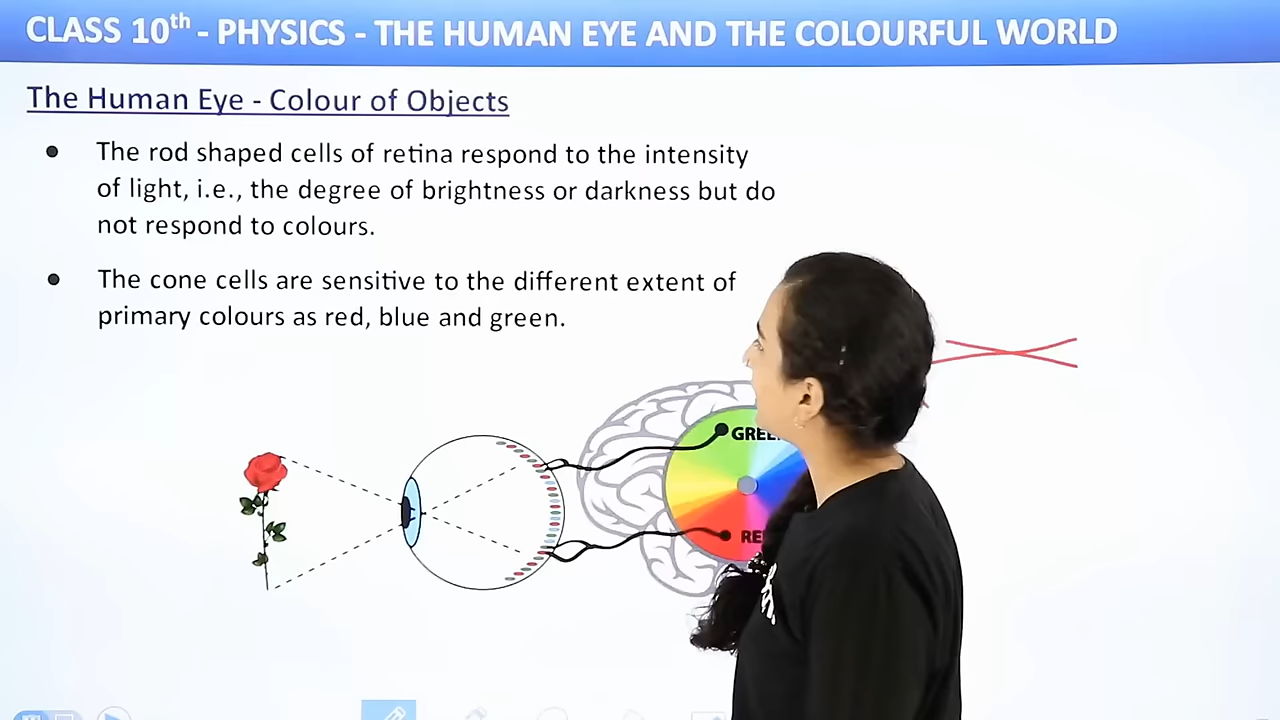 CLASS 10th - PHYSICS - THE HUMAN EYE AND THE COLOURFUL WORLD
The Human Eye - Colour of Objects
● The rod shaped cells of retina respond to the intensity
of light, i.e., the degree of brightness or darkness but do
not respond to colours.
● The cone cells are sensitive to the different extent of
primary colours as red, blue and green.